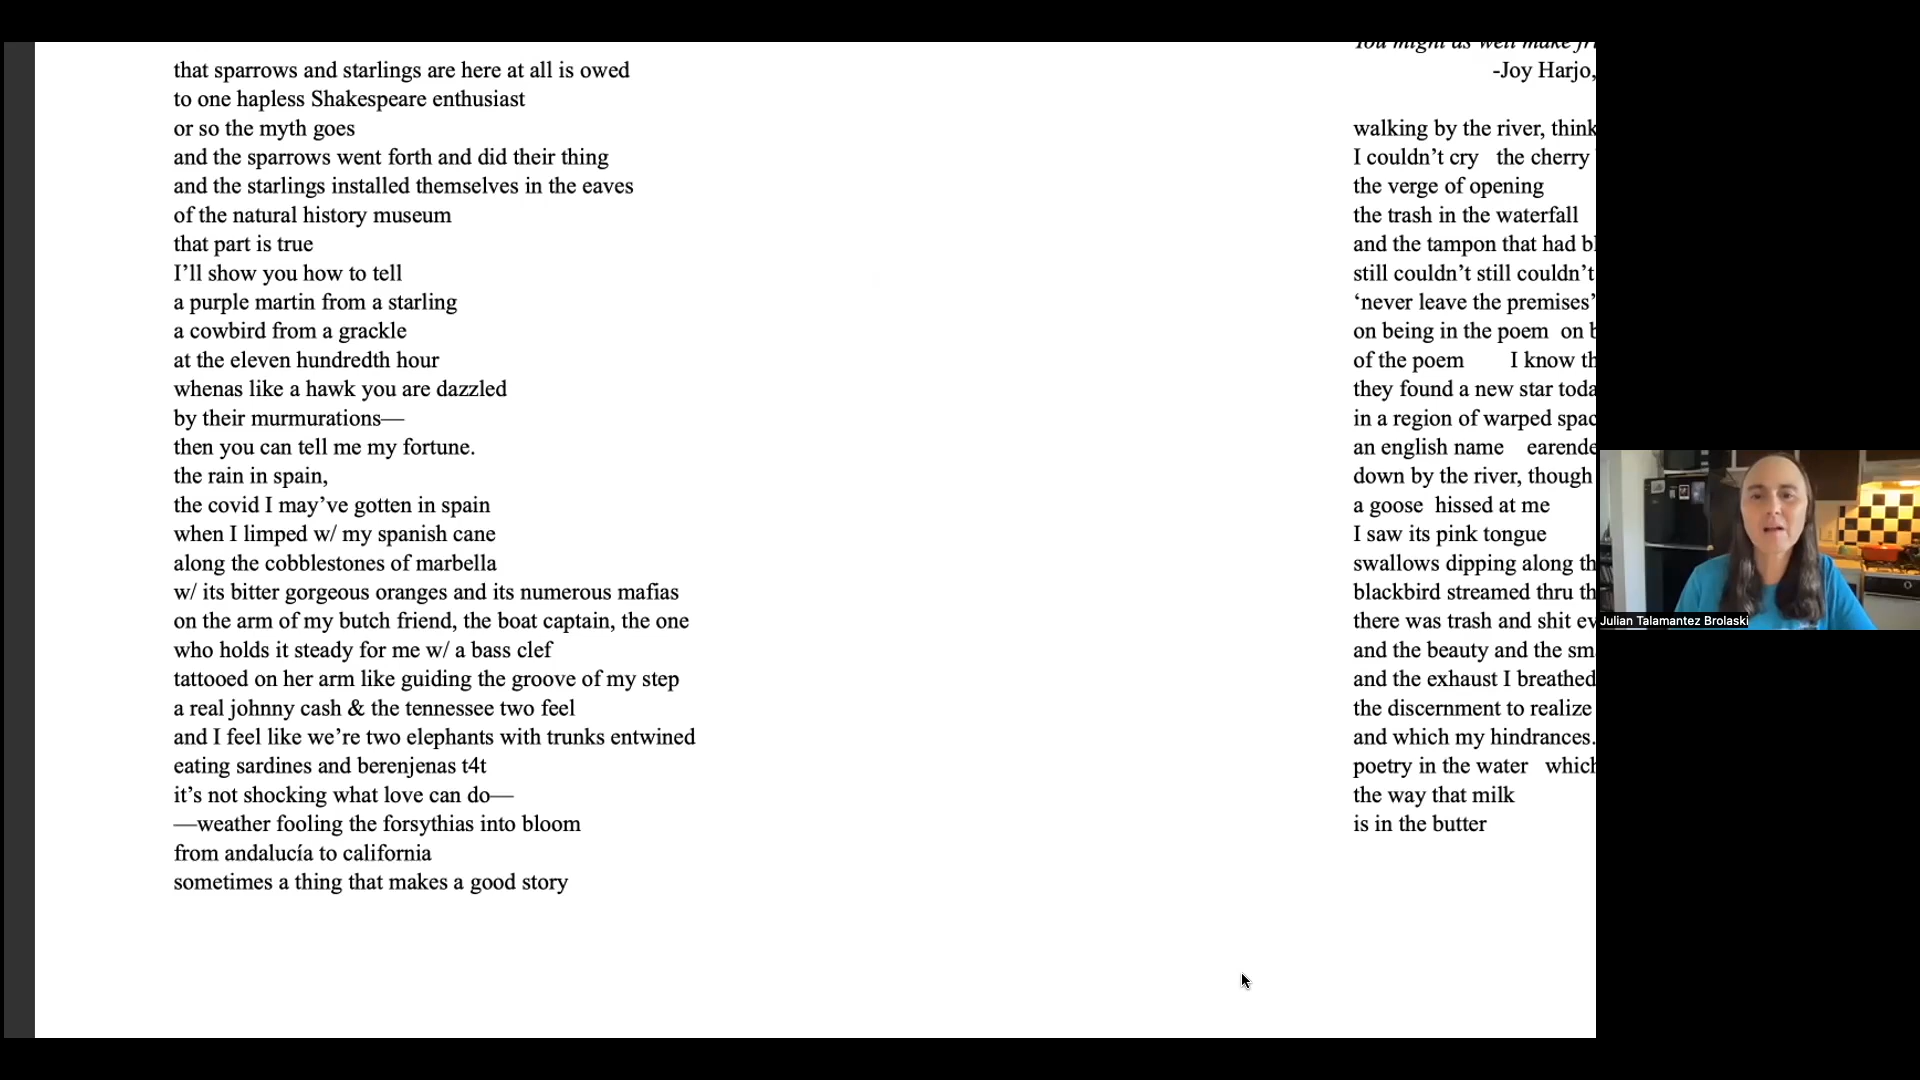 that sparrows and starlings are here at all is owed
to one hapless Shakespeare enthusiast
or so the myth goes
and the sparrows went forth and did their thing
and the starlings installed themselves in the eaves
of the natural history museum
that part is true
I’ll show you how to tell
a purple martin from a starling
a cowbird from a grackle
at the eleven hundredth hour
whenas like a hawk you are dazzled
by their murmurations—
then you can tell me my fortune.
the rain in spain,
the covid I may’ve gotten in spain
when I limped w/ my spanish cane
along the cobblestones of marbella
w/ its bitter gorgeous oranges and its numerous mafias
on the arm of my butch friend, the boat captain, the one
who holds it steady for me w/ a bass clef
tattooed on her arm like guiding the groove of my step
a real johnny cash & the tennessee two feel
and I feel like we’re two elephants with trunks entwined
eating sardines and berenjenas t4t
it’s not shocking what love can do—
—weather fooling the forsythias into bloom
from andalucía to california
sometimes a thing that makes a good story
You might as well make
-Joy Harjo,
walking by the river, think
I couldn’t cry   the cherry
the verge of opening
the trash in the waterfall
and the tampon that had
still couldn’t still couldn’t
‘never leave the premises’
on being in the poem  on
of the poem        I know
they found a new star
in a region of warped
an english name    earende
down by the river, though
a goose  hissed at me
I saw its pink tongue
swallows dipping along
blackbird streamed thru
there was trash and shit
and the beauty and the
and the exhaust I breathed
the discernment to realize
and which my hindrances.
poetry in the water   which
the way that milk
is in the butter
Julian Talamantez Brolaski